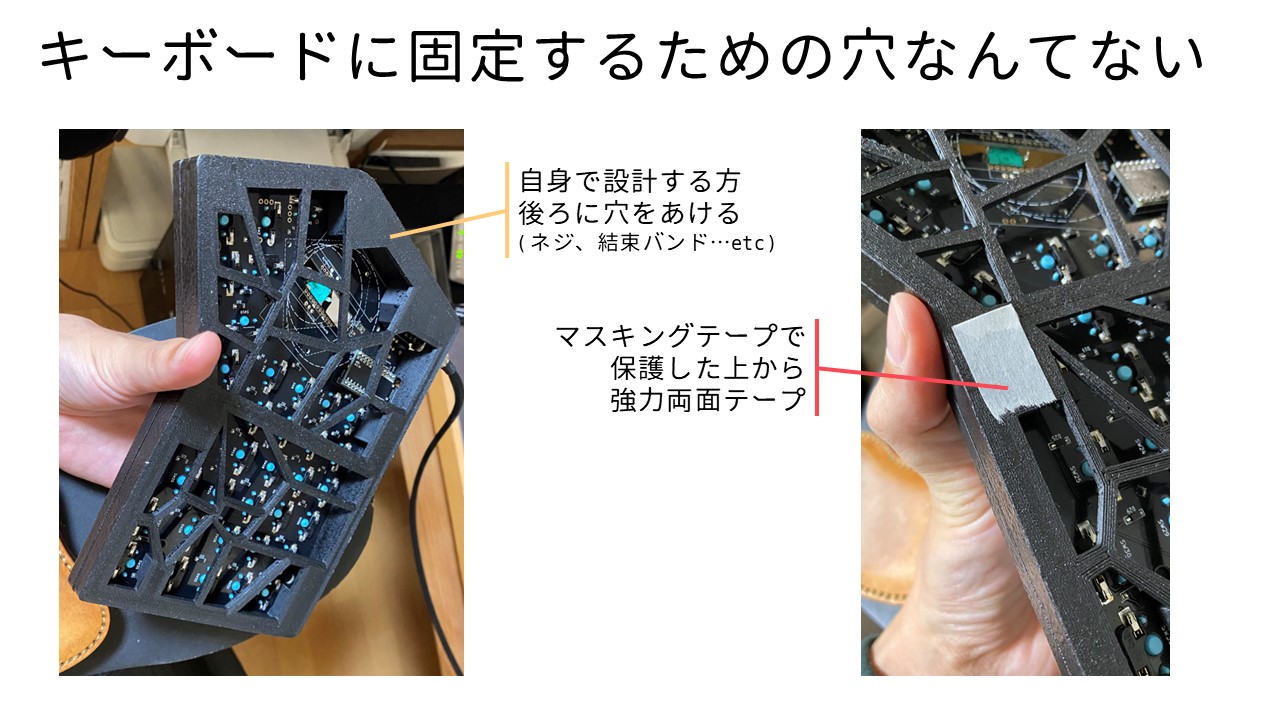 キーボードに固定するための穴なんてない
自身で設計する方
後ろに穴をあける
(ネジ、結束バンド…etc)
マスキングテープで
保護した上から
強力両面テープ